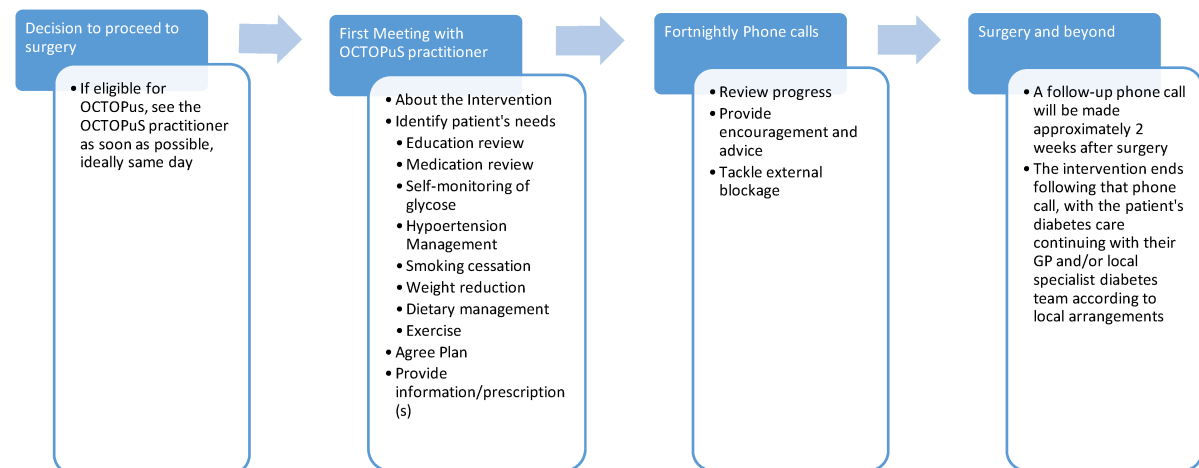 Decision to proceed to
surgery
• If eligible for
OCTOPus, see the
OCTOPuS practitioner
as soon as possible,
ideally same day
First Meeting with
OCTOPuS practitioner
• About the Intervention
• Identify patient's needs
• Education review
• Medication review
• Self-monitoring of
glycose
• Hypoertension
Management
• Smoking cessation
• Weight reduction
• Dietary management
• Exercise
• Agree Plan
• Provide
information/prescription
(s)
Fortnightly Phone calls
• Review progress
• Provide
encouragement and
advice
• Tackle external
blockage
Surgery and beyond
• A follow-up phone call
will be made
approximately 2
weeks after surgery
• The intervention ends
following that phone
call, with the patient's
diabetes care
continuing with their
GP and/or local
specialist diabetes
team according to
local arrangements